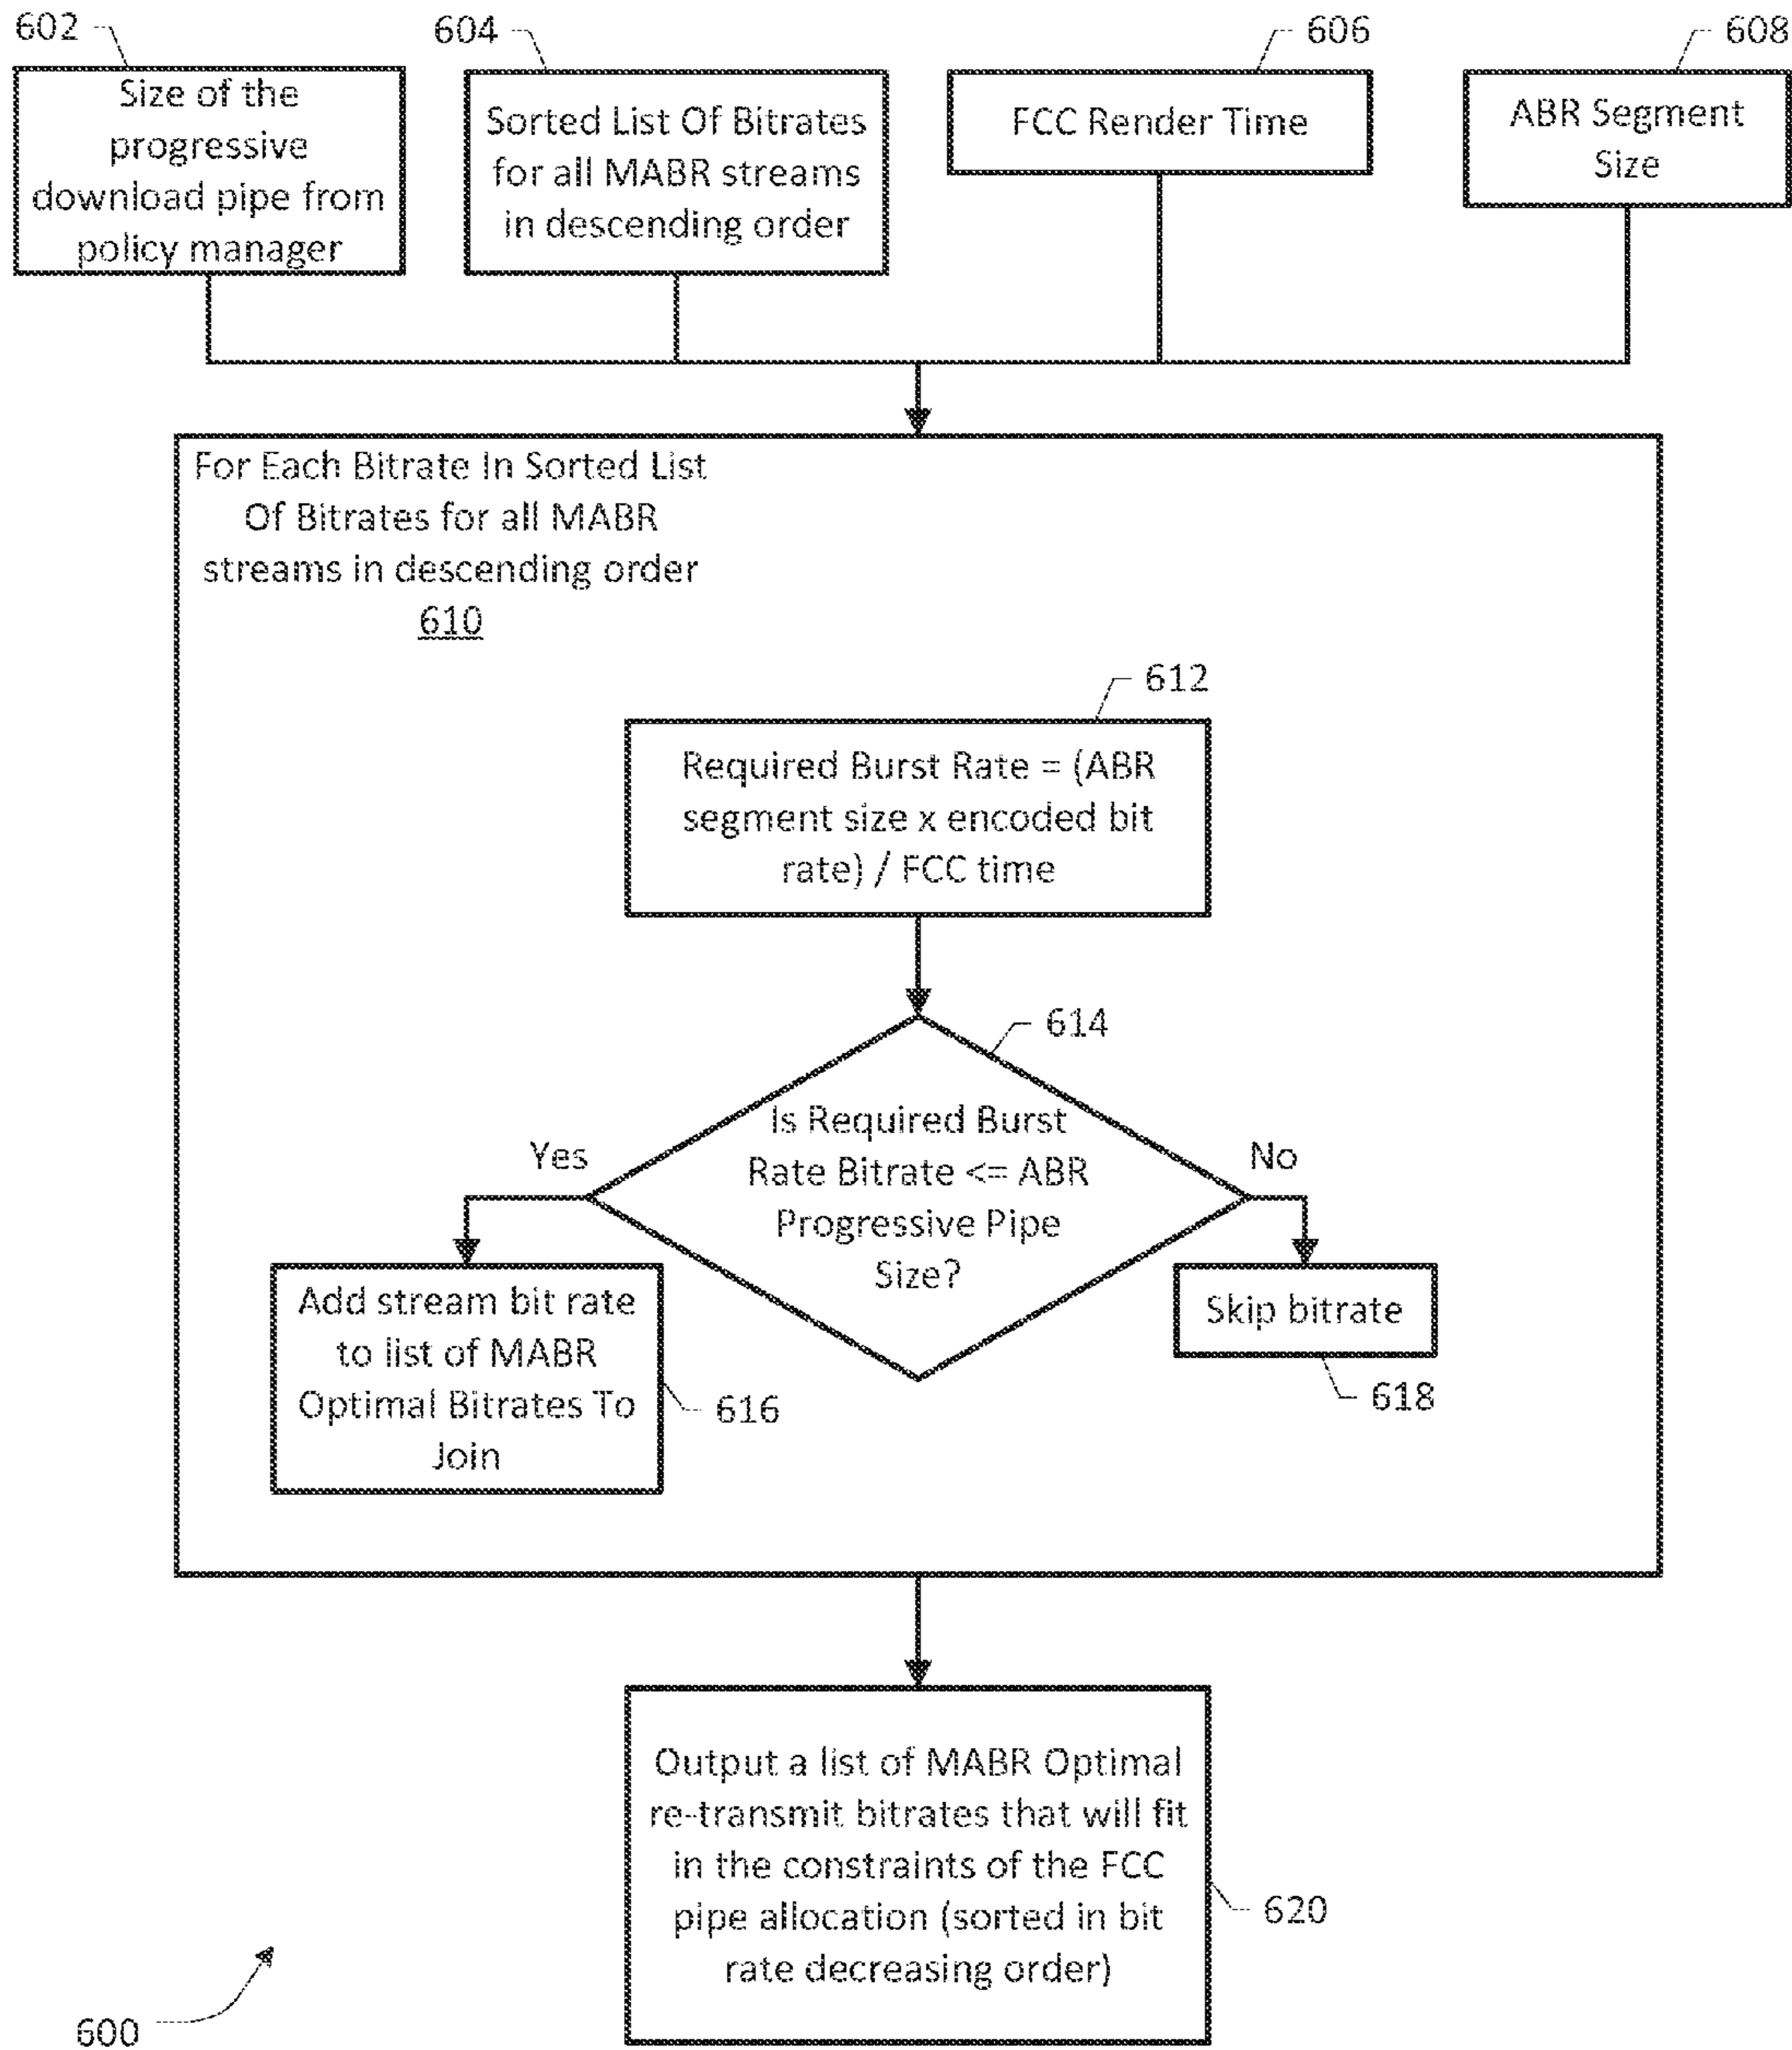 602
604
606
608
Size of the
progressive
download pipe from
policy manager
Sorted List Of Bitrates
for all MABR streams
in descending order
FCC Render Time
ABR Segment
Size
For Each Bitrate In Sorted List
Of Bitrates for all MABR
streams in descending order
610
612
Required Burst Rate = (ABR
segment size x encoded bit
rate) / FCC time
614
Is Required Burst
Rate Bitrate <= ABR
Progressive Pipe
Size?
Yes
No
Add stream bit rate
to list of MABR
Optimal Bitrates To
Join
616
Skip bitrate
618
Output a list of MABR Optimal
re-transmit bitrates that will fit
in the constraints of the FCC
pipe allocation (sorted in bit
rate decreasing order)
620
600